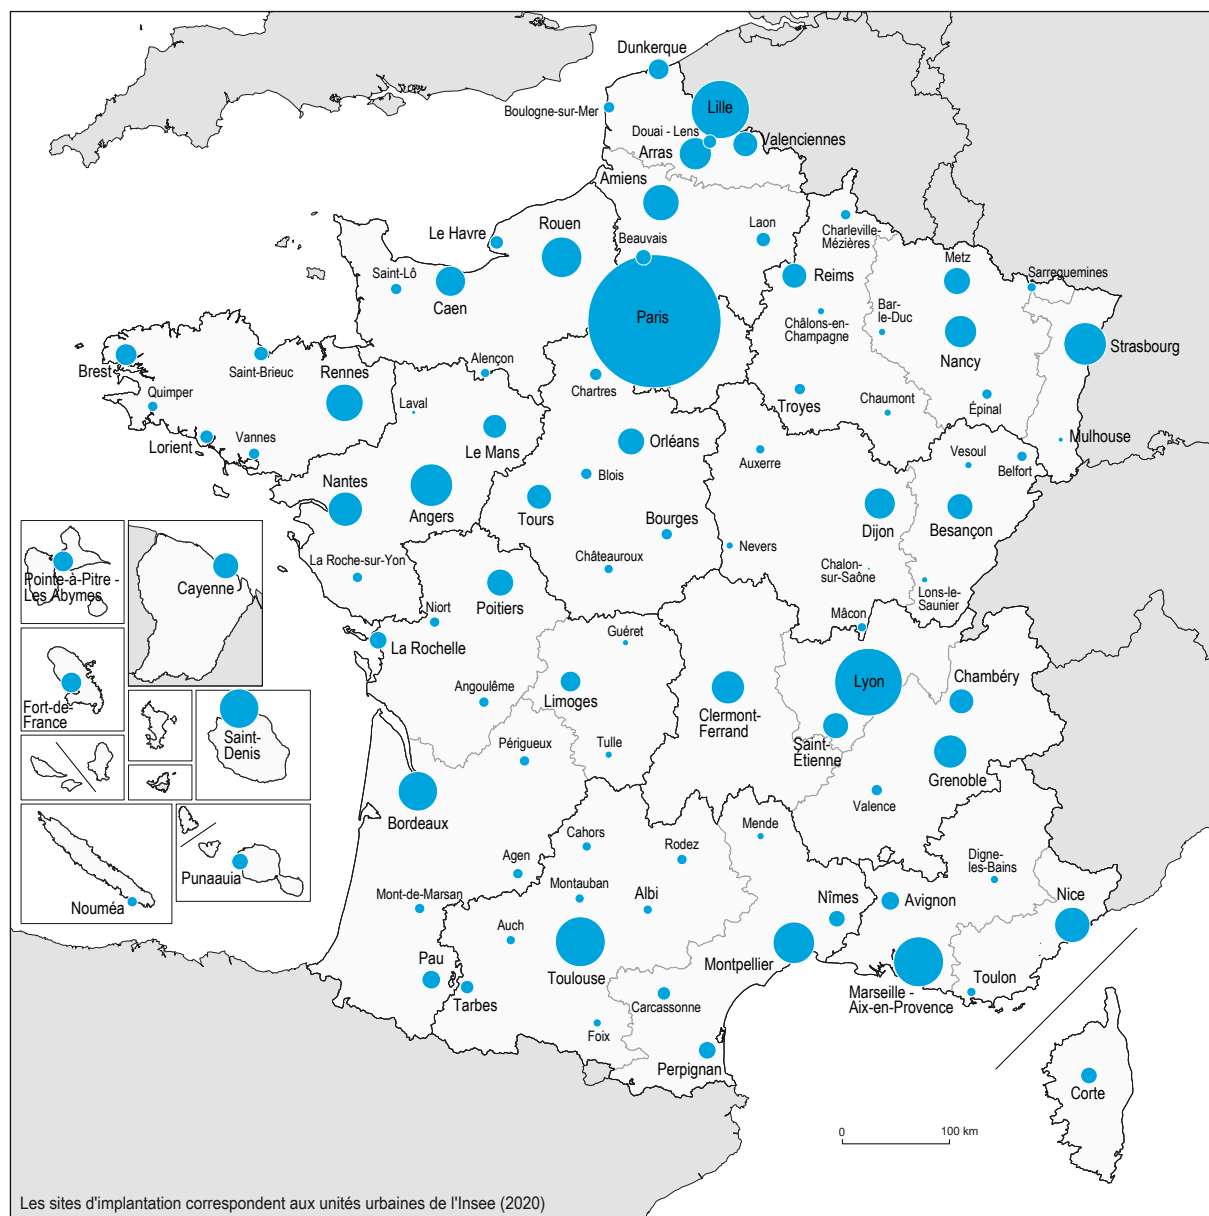 Dunkerque
Boulogne-sur-Mer
Lille
Douai - Lens
Valenciennes
Arras
Amiens
Rouen
Le Havre
Beauvais
Laon
Charleville-
Mézières
Saint-Lô
Caen
Reims
Metz
Sarreguemines
Paris
Châlons-en-
Champagne
Bar-
le-Duc
Nancy
Strasbourg
Brest
Saint-Brieuc
Rennes
Alençon
Chartres
Troyes
Chaumont
Épinal
Quimper
Laval
Mulhouse
Lorient
Vannes
Le Mans
Orléans
Auxerre
Vesoul
Belfort
Nantes
Angers
Blois
Tours
Bourges
Dijon
Besançon
La Roche-sur-Yon
Châteauroux
Nevers
Chalon-
sur-Saône
Lons-le-
Saunier
Pointe-à-Pitre -
Les Abymes
Cayenne
Poitiers
Niort
La Rochelle
Guéret
Mâcon
Angoulême
Limoges
Clermont-
Ferrand
Lyon
Chambéry
Fort-de-
France
Saint-
Denis
Périgueux
Tulle
Saint-
Étienne
Grenoble
Valence
Bordeaux
Cahors
Rodez
Mende
Digne-
les-Bains
Agen
Punaauia
Nouméa
Mont-de-Marsan
Montauban
Albi
Nîmes
Avignon
Nice
Auch
Toulouse
Montpellier
Pau
Tarbes
Carcassonne
Marseille -
Aix-en-Provence
Toulon
Foix
Perpignan
Corte
0
100 km
Les sites d'implantation correspondent aux unités urbaines de l'Insee (2020)